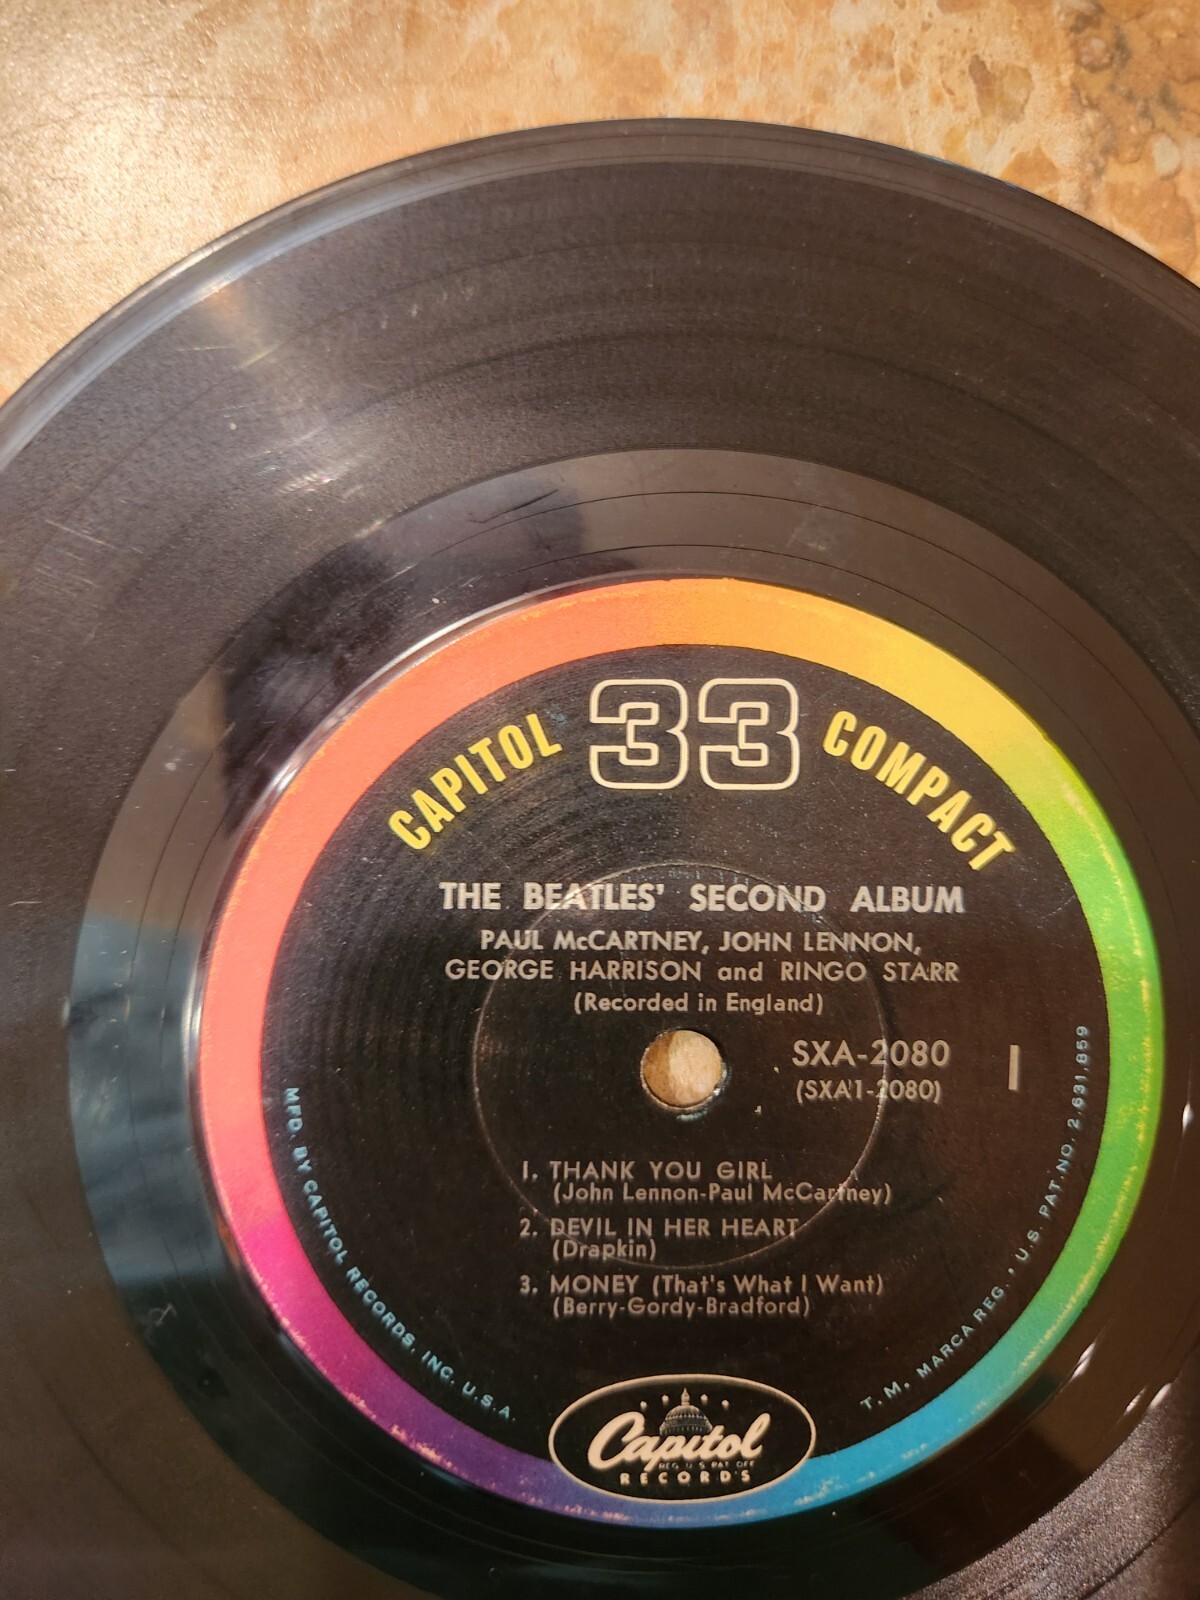 CAPITOL 33 COMPACT
THE BEATLES' SECOND ALBUM
PAUL McCARTNEY, JOHN LENNON,
GEORGE HARRISON and RINGO STARR
(Recorded in England)
SXA-2080
(SXA1-2080)
I
1. THANK YOU GIRL
(John Lennon-Paul McCartney)
2. DEVIL IN HER HEART
(Drapkin)
3. MONEY (That's What I Want)
(Berry-Gordy-Bradford)
MFD. BY CAPITOL RECORDS, INC. U.S.A.
T. M. MARCA REG. • U.S. PAT. NO. 2,631,859
Capitol
REG. U.S. PAT. OFF.
RECORDS